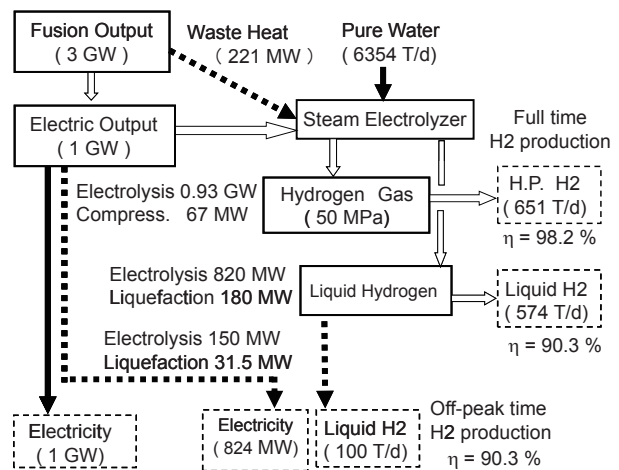 Fusion Output
( 3 GW )
Waste Heat
( 221 MW )
Pure Water
( 6354 T/d )
Electric Output
( 1 GW )
Steam Electrolyzer
Full time
H2 production
Electrolysis 0.93 GW
Compress. 67 MW
Hydrogen Gas
( 50 MPa)
H.P. H2
( 651 T/d )
η = 98.2 %
Electrolysis 820 MW
Liquefaction 180 MW
Liquid Hydrogen
Liquid H2
( 574 T/d )
η = 90.3 %
Electrolysis 150 MW
Liquefaction 31.5 MW
Electricity
( 1 GW)
Electricity
( 824 MW)
Liquid H2
( 100 T/d )
Off-peak time
H2 production
η = 90.3 %